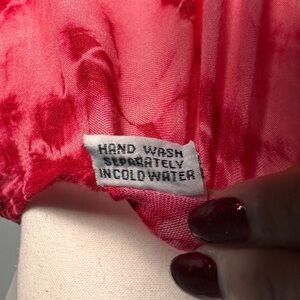 HAND WASH
SEPARATELY
IN COLD WATER